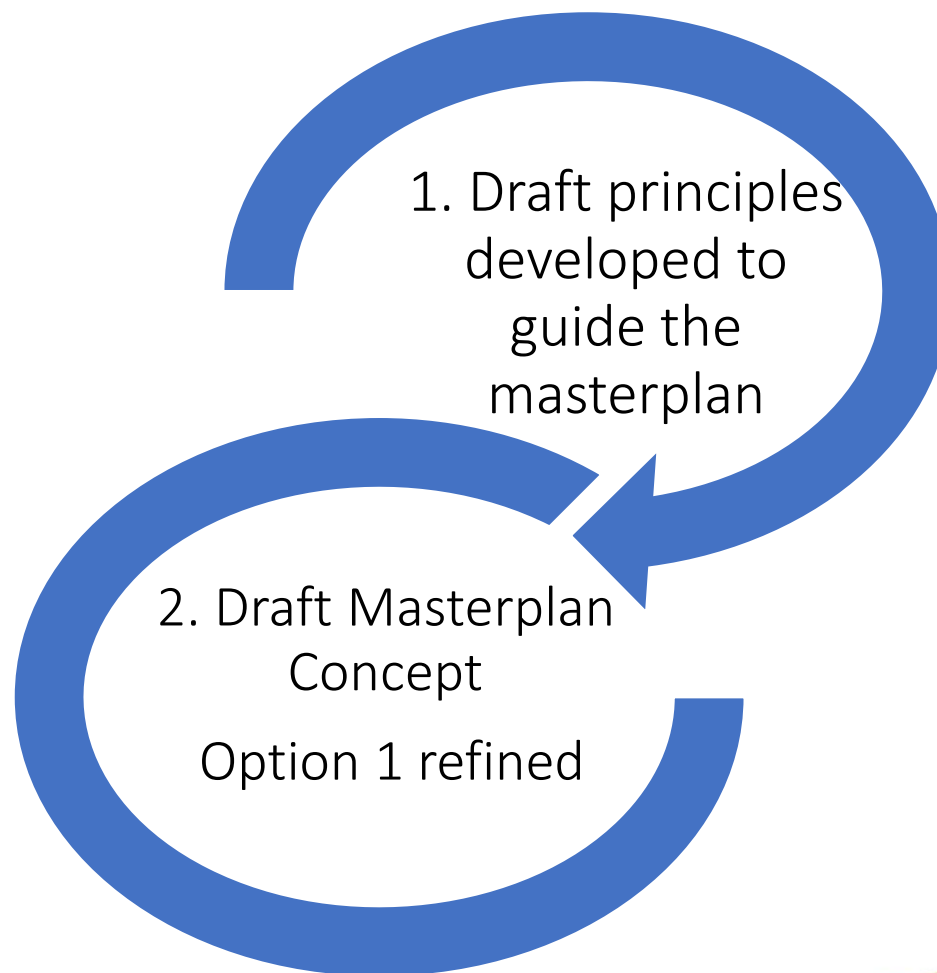 1. Draft principles
developed to
guide the
masterplan
2. Draft Masterplan
Concept
Option 1 refined